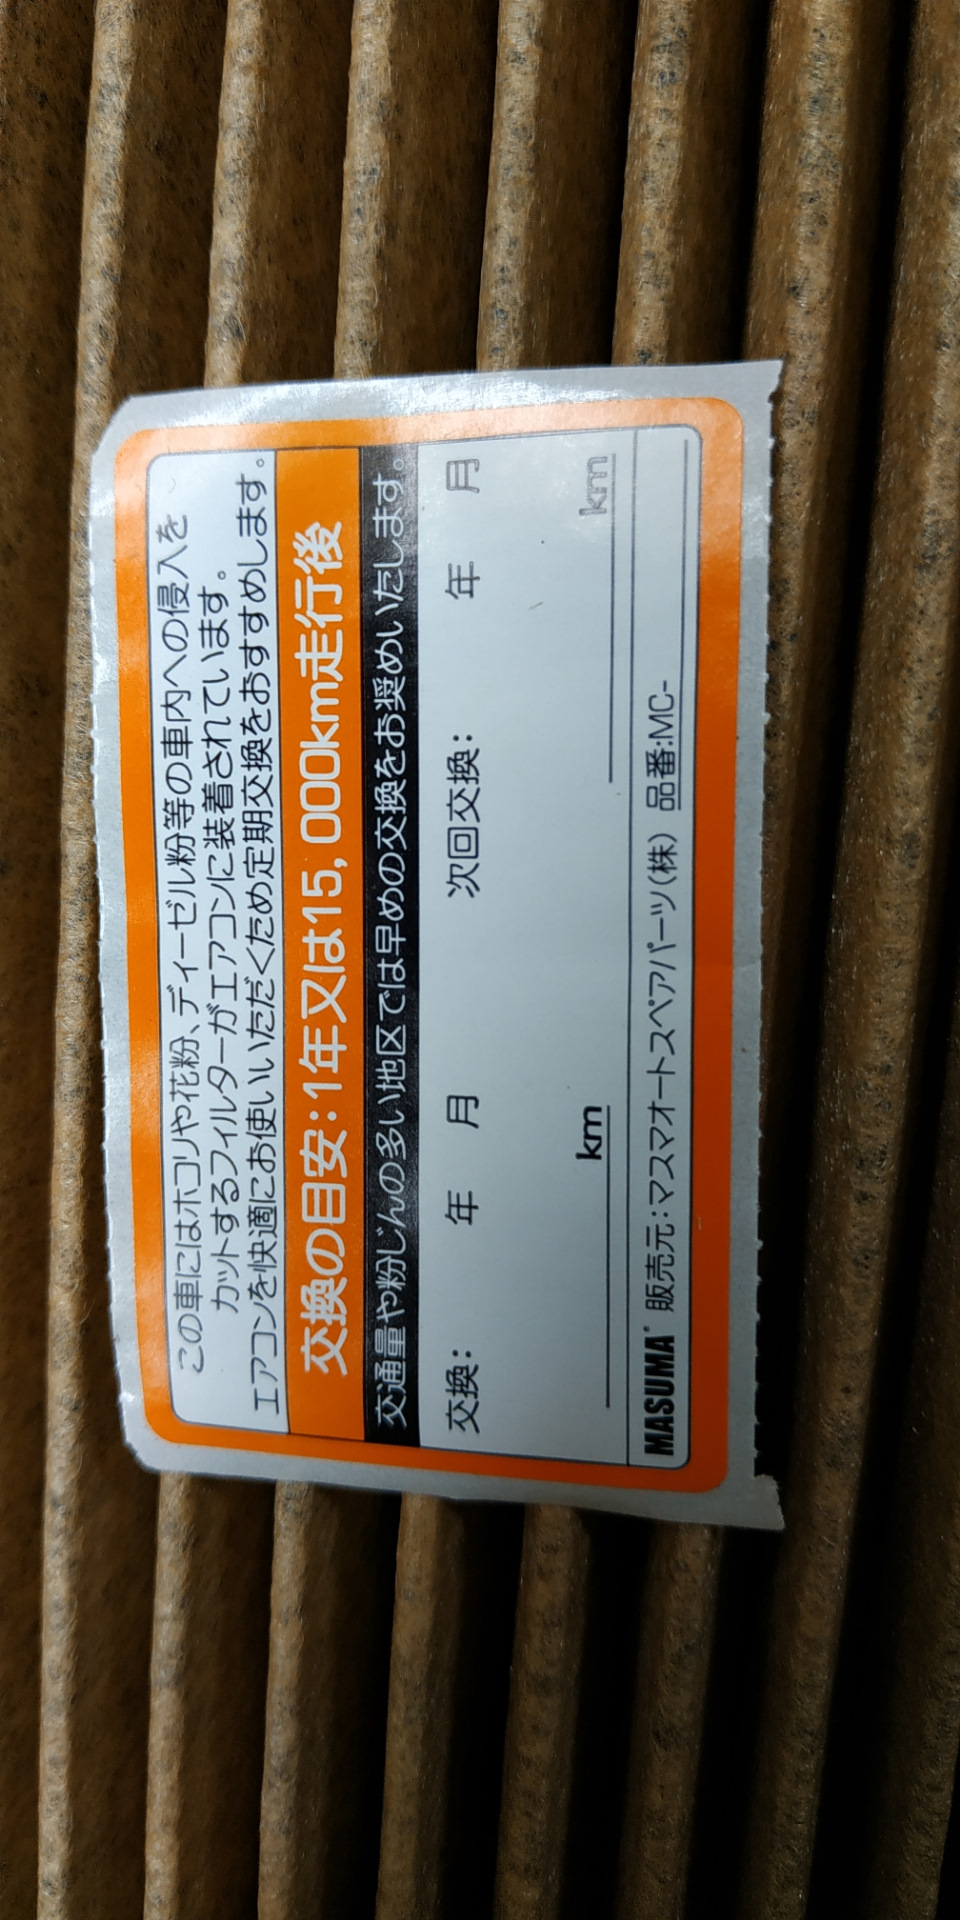 この車にはホコリや花粉、ディーゼル粉等の車内への侵入を
カットするフィルターがエアコンに装着されています。
エアコンを快適にお使いいただくため定期交換をおすすめします。
交換の目安：1年又は15,000km走行後
交通量や粉じんの多い地区では早めの交換をお奨めいたします。
交換： 年 月 次回交換： 年 月
km km
MASUMA® 販売元：マスマオートスペアパーツ（株） 品番:MC-